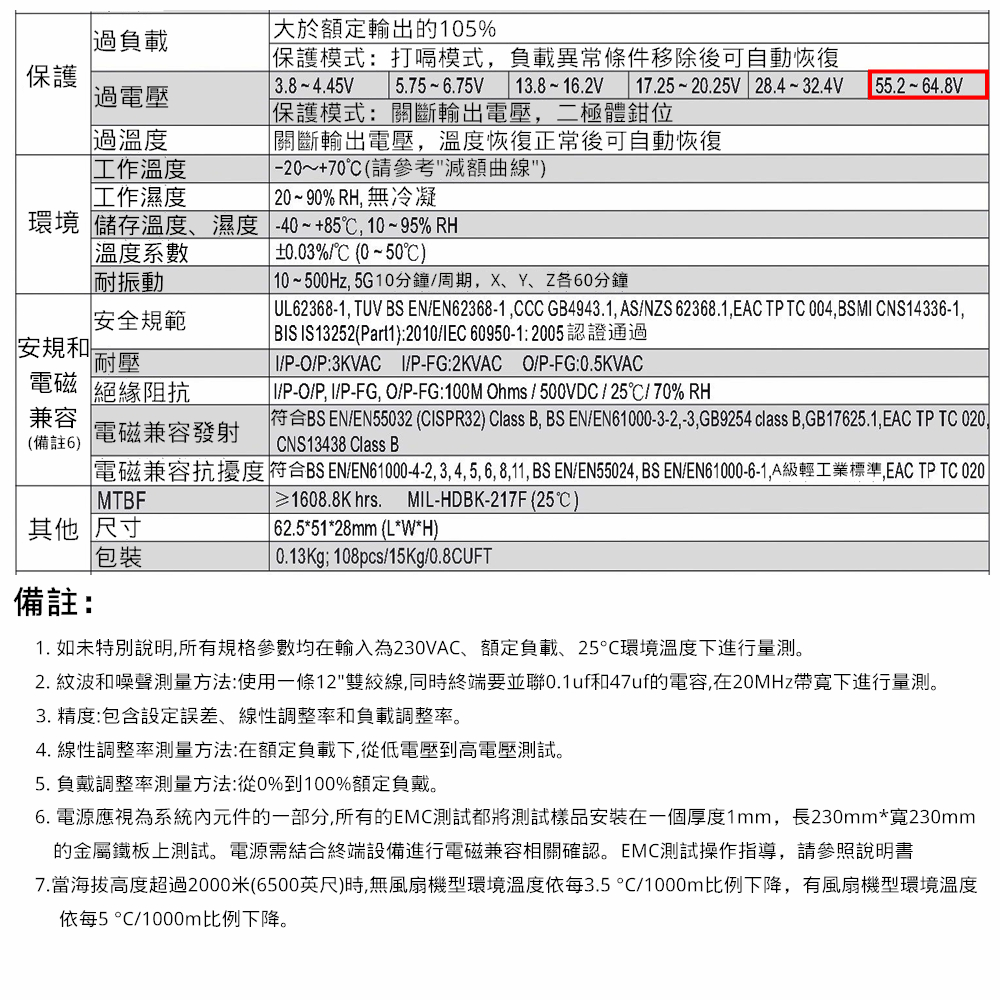 保護
過負載
大於額定輸出的105%
保護模式：打嗝模式，負載異常條件移除後可自動恢復
過電壓
3.8 ~ 4.45V 5.75 ~ 6.75V 13.8 ~ 16.2V 17.25 ~ 20.25V 28.4 ~ 32.4V 55.2 ~ 64.8V
保護模式：關斷輸出電壓，二極體鉗位
過溫度 關斷輸出電壓，溫度恢復正常後可自動恢復
環境
工作溫度 -20～+70℃(請參考"減額曲線")
工作濕度 20 ~ 90% RH, 無冷凝
儲存溫度、濕度 -40 ~ +85℃, 10 ~ 95% RH
溫度系數 ±0.03%/℃ (0 ~ 50℃)
耐振動 10 ~ 500Hz, 5G 10分鐘/周期，X、Y、Z各60分鐘
安規和
電磁
兼容
(備註6)
安全規範
UL62368-1, TUV BS EN/EN62368-1 ,CCC GB4943.1, AS/NZS 62368.1,EAC TP TC 004,BSMI CNS14336-1,
BIS IS13252(Part1):2010/IEC 60950-1: 2005 認證通過
耐壓 I/P-O/P:3KVAC I/P-FG:2KVAC O/P-FG:0.5KVAC
絕緣阻抗 I/P-O/P, I/P-FG, O/P-FG:100M Ohms / 500VDC / 25℃/ 70% RH
電磁兼容發射
符合BS EN/EN55032 (CISPR32) Class B, BS EN/EN61000-3-2,-3,GB9254 class B,GB17625.1,EAC TP TC 020,
CNS13438 Class B
電磁兼容抗擾度 符合BS EN/EN61000-4-2, 3, 4, 5, 6, 8,11, BS EN/EN55024, BS EN/EN61000-6-1,A級輕工業標準,EAC TP TC 020
其他
MTBF ≥1608.8K hrs. MIL-HDBK-217F (25℃)
尺寸 62.5*51*28mm (L*W*H)
包裝 0.13Kg; 108pcs/15Kg/0.8CUFT
備註：
1. 如未特別說明,所有規格參數均在輸入為230VAC、額定負載、25°C環境溫度下進行量測。
2. 紋波和噪聲測量方法:使用一條12"雙絞線,同時終端要並聯0.1uf和47uf的電容,在20MHz帶寬下進行量測。
3. 精度:包含設定誤差、線性調整率和負載調整率。
4. 線性調整率測量方法:在額定負載下,從低電壓到高電壓測試。
5. 負戴調整率測量方法:從0%到100%額定負戴。
6. 電源應視為系統內元件的一部分,所有的EMC測試都將測試樣品安裝在一個厚度1mm，長230mm*寬230mm
的金屬鐵板上測試。電源需結合終端設備進行電磁兼容相關確認。EMC測試操作指導，請參照說明書
7.當海拔高度超過2000米(6500英尺)時,無風扇機型環境溫度依每3.5 °C/1000m比例下降，有風扇機型環境溫度
依每5 °C/1000m比例下降。